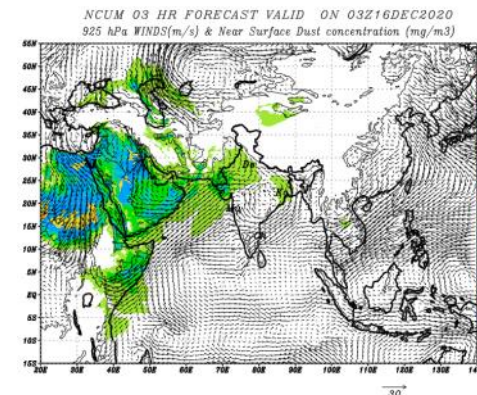 NCUM 03 HR FORECAST VALID ON 03Z16DEC2020
925 hPa WINDS(m/s) & Near Surface Dust concentration (mg/m3)
55N
50N
45N
40N
35N
30N
25N
20N
15N
10N
5N
EQ
5S
10S
15S
20E 30E 40E 50E 60E 70E 80E 90E 100E 110E 120E 130E
30